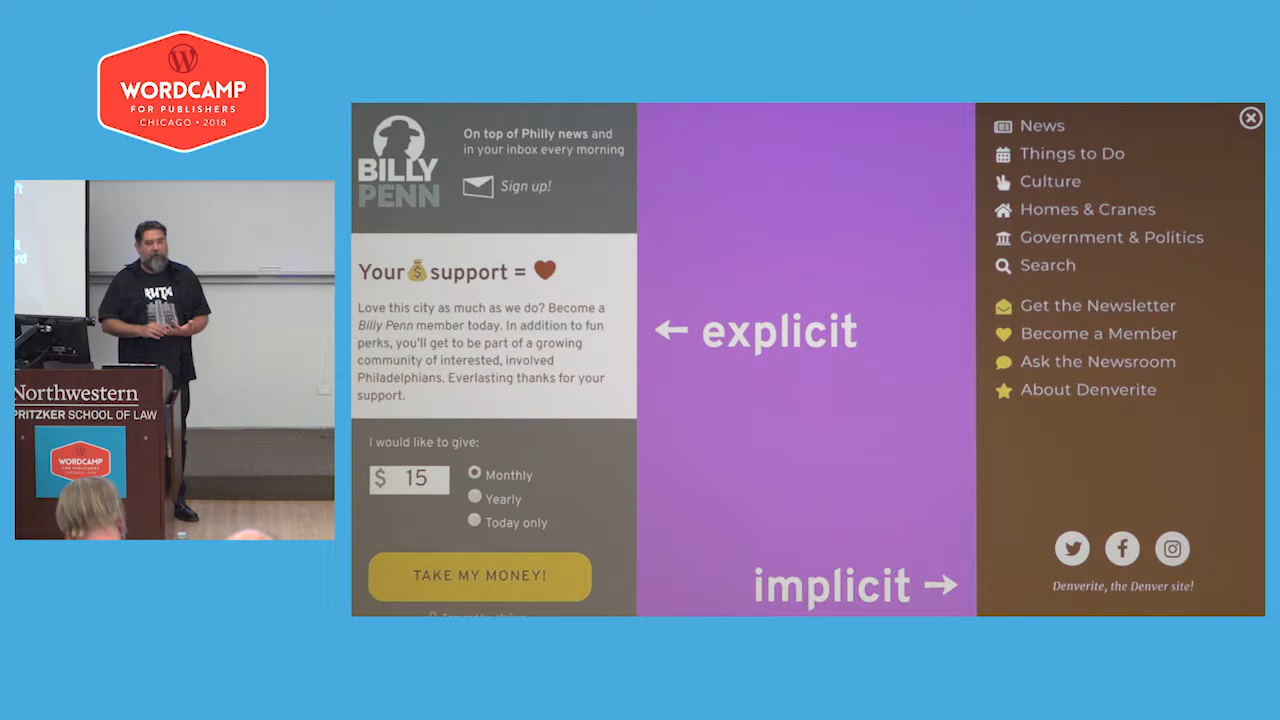 WORDCAMP
FOR PUBLISHERS
CHICAGO • 2018
Northwestern
PRITZKER SCHOOL OF LAW
WORDCAMP
FOR PUBLISHERS
BILLY
PENN
On top of Philly news and
in your inbox every morning
Sign up!
Your support =
Love this city as much as we do? Become a
Billy Penn member today. In addition to fun
perks, you'll get to be part of a growing
community of interested, involved
Philadelphians. Everlasting thanks for your
support.
I would like to give:
$ 15
Monthly
Yearly
Today only
TAKE MY MONEY!
← explicit
implicit →
News
Things to Do
Culture
Homes & Cranes
Government & Politics
Search
Get the Newsletter
Become a Member
Ask the Newsroom
About Denverite
Denverite, the Denver site!